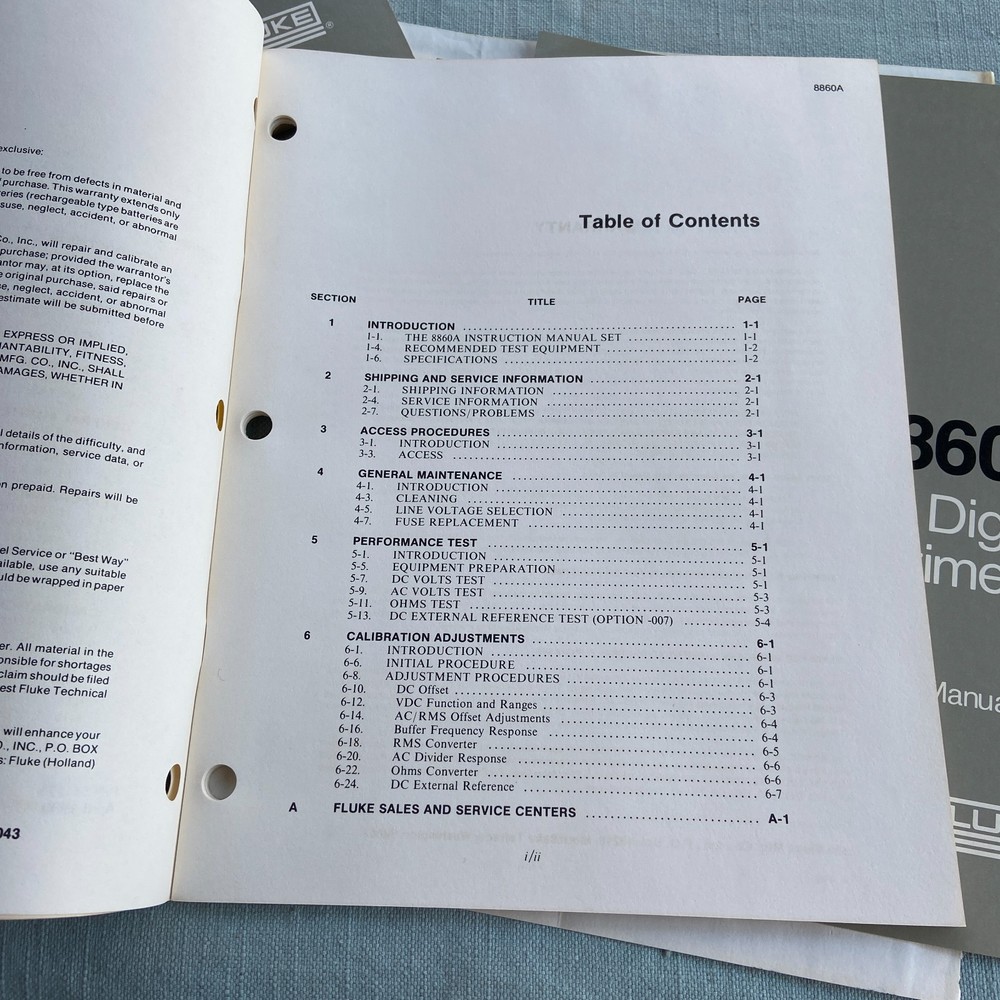 exclusive:
to be free from defects in material and
purchase. This warranty extends only
eries (rechargeable type batteries are
suse, neglect, accident, or abnormal
Co., Inc., will repair and calibrate an
purchase; provided the warrantor's
antor may, at its option, replace the
e original purchase, said repairs or
se, neglect, accident, or abnormal
estimate will be submitted before
EXPRESS OR IMPLIED,
HANTABILITY, FITNESS,
MFG. CO., INC., SHALL
AMAGES, WHETHER IN
l details of the difficulty, and
nformation, service data, or
on prepaid. Repairs will be
el Service or "Best Way"
ailable, use any suitable
uld be wrapped in paper
er. All material in the
onsible for shortages
claim should be filed
est Fluke Technical
will enhance your
O., INC., P.O. BOX
s: Fluke (Holland)
043
8860A
Table of Contents
SECTION TITLE PAGE
1 INTRODUCTION 1-1
1-1. THE 8860A INSTRUCTION MANUAL SET 1-1
1-4. RECOMMENDED TEST EQUIPMENT 1-2
1-6. SPECIFICATIONS 1-2
2 SHIPPING AND SERVICE INFORMATION 2-1
2-1. SHIPPING INFORMATION 2-1
2-4. SERVICE INFORMATION 2-1
2-7. QUESTIONS/PROBLEMS 2-1
3 ACCESS PROCEDURES 3-1
3-1. INTRODUCTION 3-1
3-3. ACCESS 3-1
4 GENERAL MAINTENANCE 4-1
4-1. INTRODUCTION 4-1
4-3. CLEANING 4-1
4-5. LINE VOLTAGE SELECTION 4-1
4-7. FUSE REPLACEMENT 4-1
5 PERFORMANCE TEST 5-1
5-1. INTRODUCTION 5-1
5-5. EQUIPMENT PREPARATION 5-1
5-7. DC VOLTS TEST 5-1
5-9. AC VOLTS TEST 5-3
5-11. OHMS TEST 5-3
5-13. DC EXTERNAL REFERENCE TEST (OPTION -007) 5-4
6 CALIBRATION ADJUSTMENTS 6-1
6-1. INTRODUCTION 6-1
6-6. INITIAL PROCEDURE 6-1
6-8. ADJUSTMENT PROCEDURES 6-1
6-10. DC Offset 6-3
6-12. VDC Function and Ranges 6-3
6-14. AC/RMS Offset Adjustments 6-4
6-16. Buffer Frequency Response 6-4
6-18. RMS Converter 6-5
6-20. AC Divider Response 6-6
6-22. Ohms Converter 6-6
6-24. DC External Reference 6-7
A FLUKE SALES AND SERVICE CENTERS A-1
i/ii
UKE
860
Dig
ime
Manua
LU